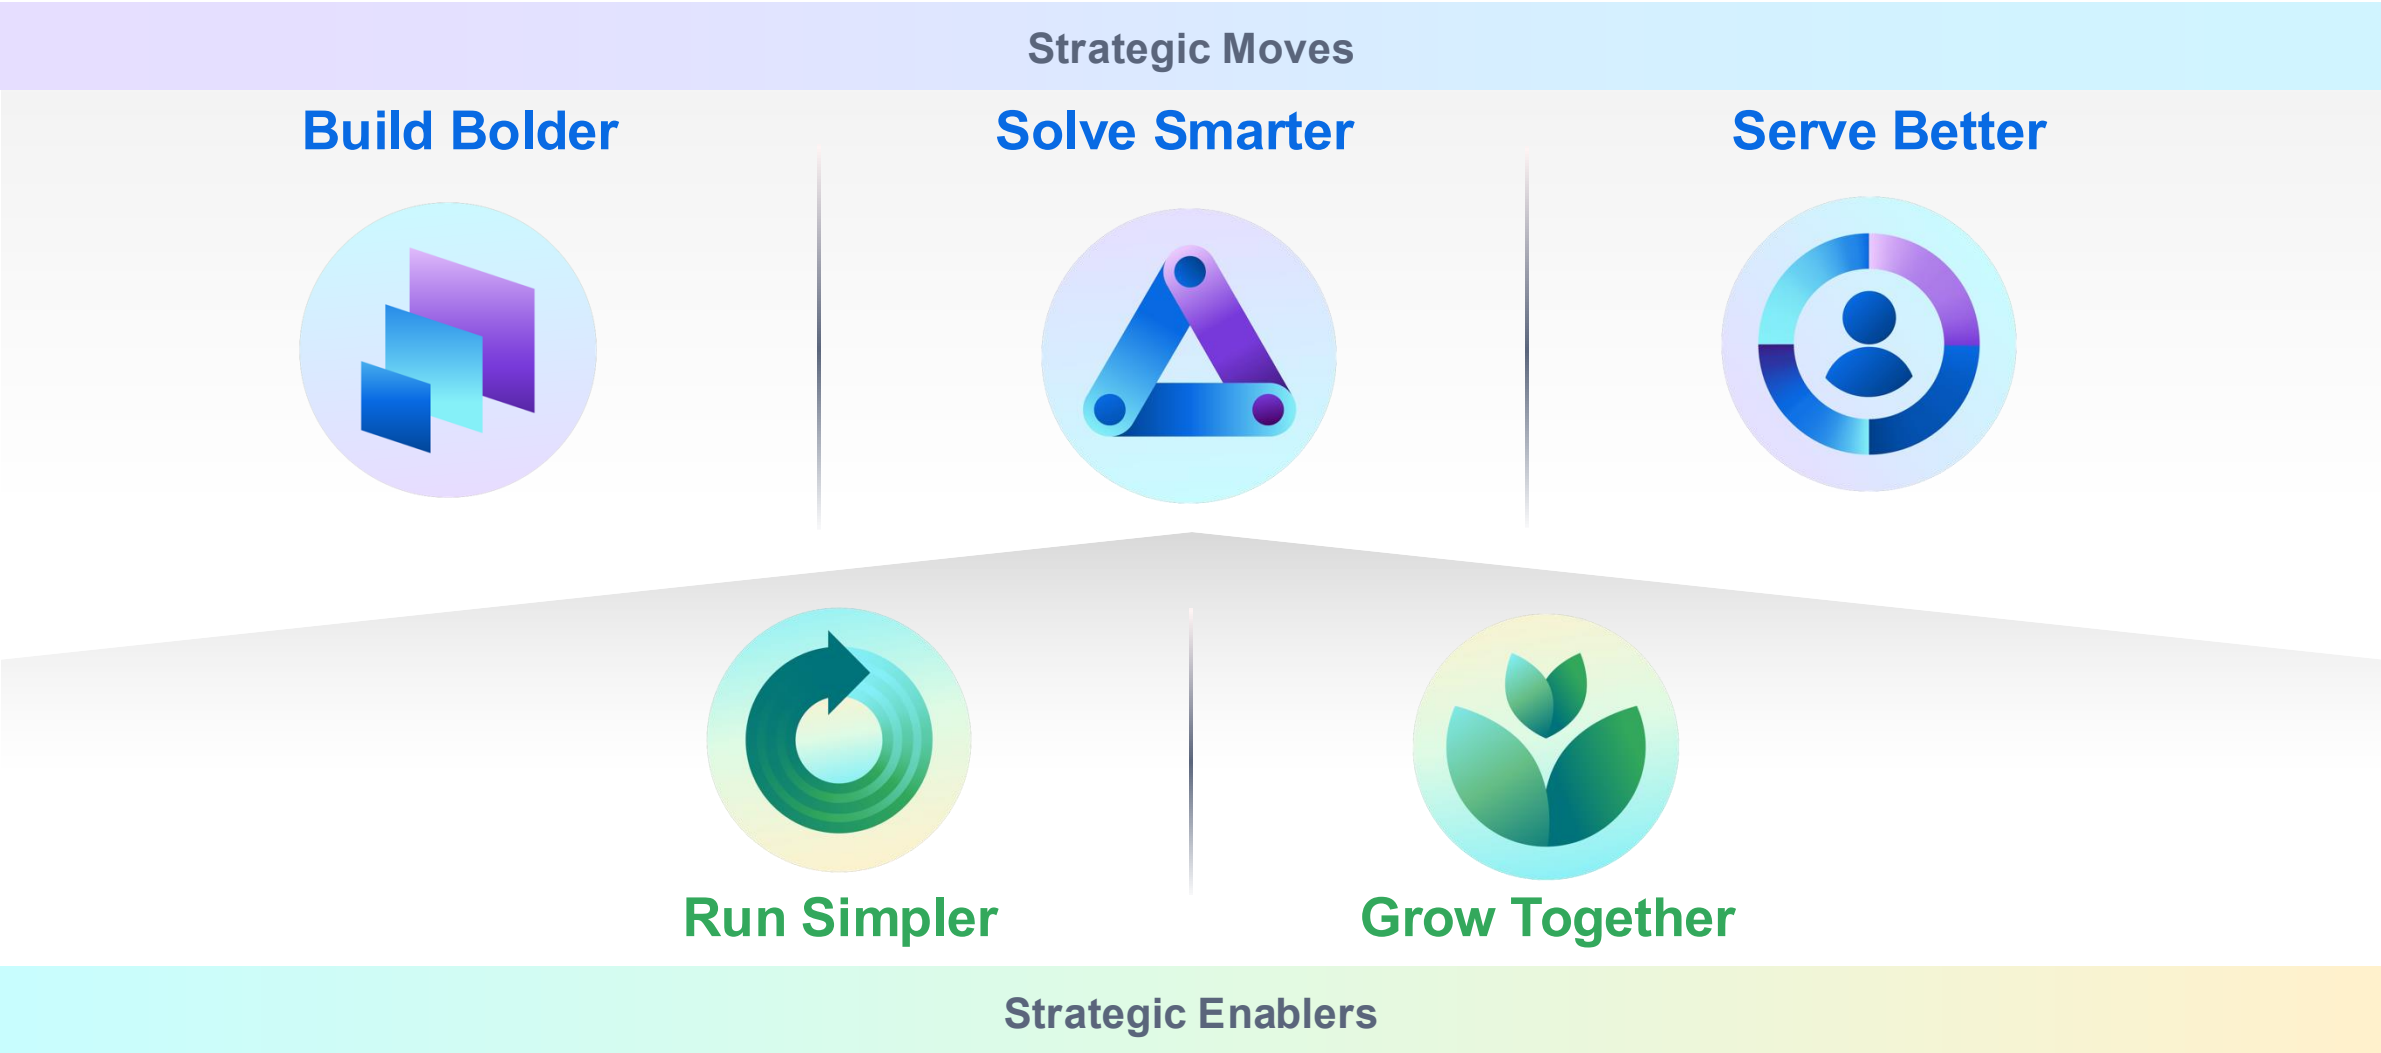 Strategic Moves
Build Bolder
Solve Smarter
Serve Better
Run Simpler
Grow Together
Strategic Enablers